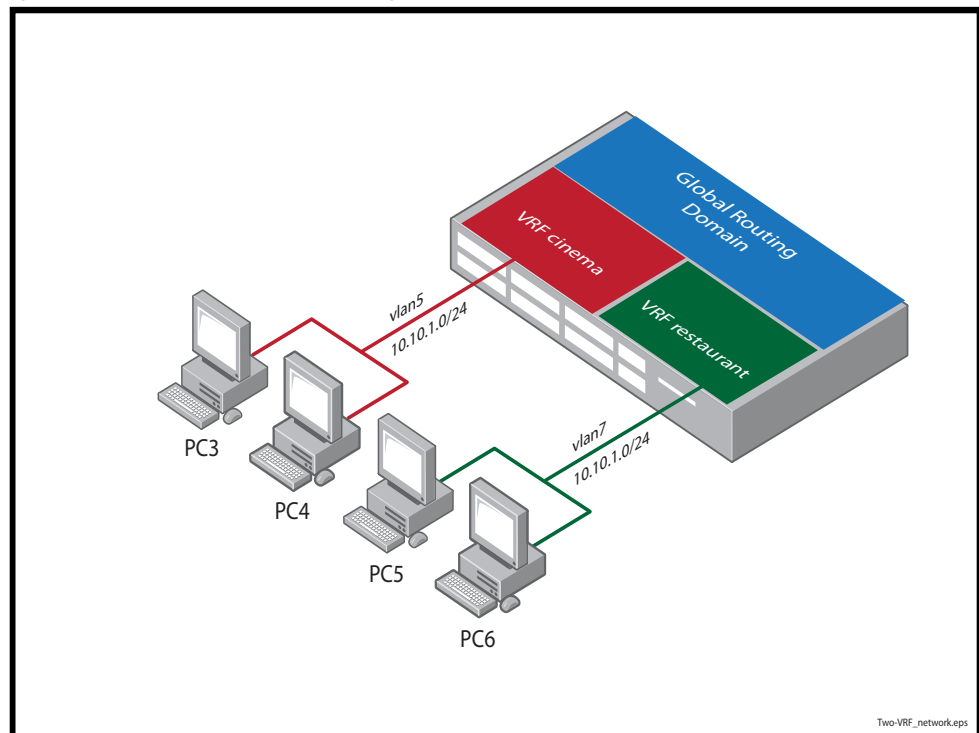 Global Routing
Domain
VRF cinema
VRF restaurant
vlan5
10.10.1.0/24
vlan7
10.10.1.0/24
PC3
PC4
PC5
PC6
Two-VRF_network.eps